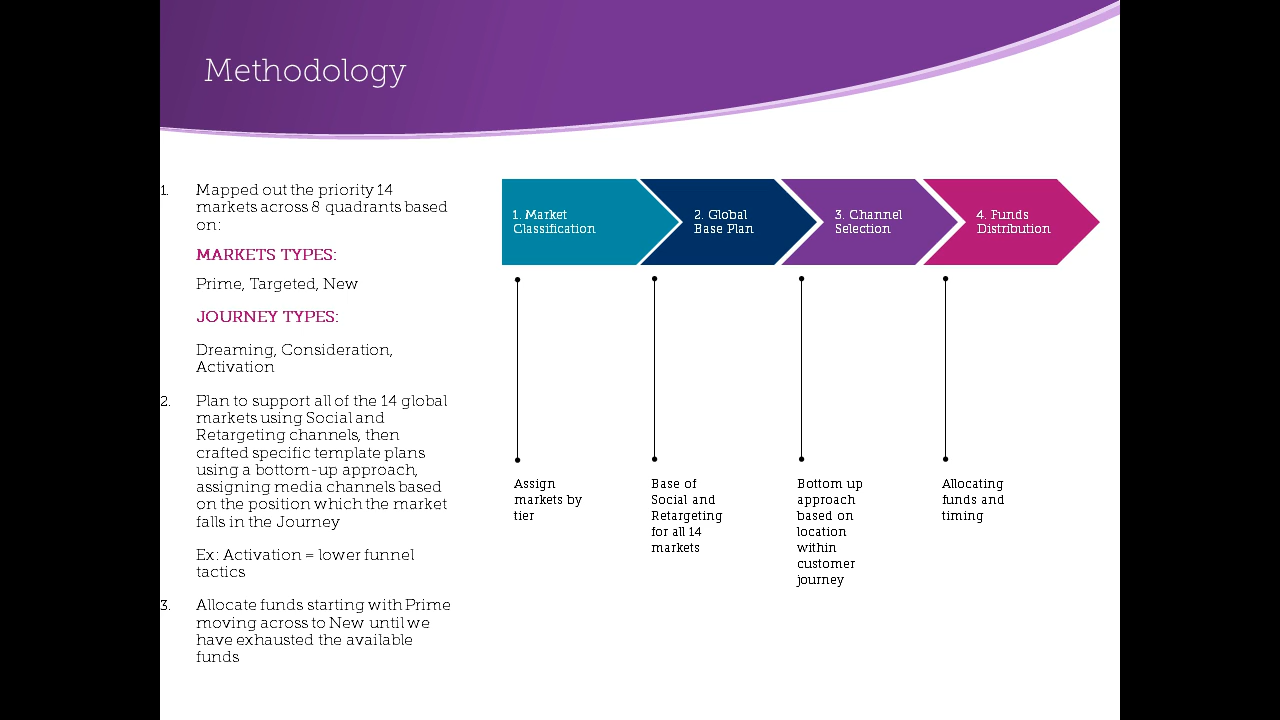 Methodology
1. Mapped out the priority 14
markets across 8 quadrants based
on:
MARKETS TYPES:
Prime, Targeted, New
JOURNEY TYPES:
Dreaming, Consideration,
Activation
2. Plan to support all of the 14 global
markets using Social and
Retargeting channels, then
crafted specific template plans
using a bottom-up approach,
assigning media channels based
on the position which the market
falls in the Journey
Ex: Activation = lower funnel
tactics
3. Allocate funds starting with Prime
moving across to New until we
have exhausted the available
funds
1. Market
Classification
2. Global
Base Plan
3. Channel
Selection
4. Funds
Distribution
Assign
markets by
tier
Base of
Social and
Retargeting
for all 14
markets
Bottom up
approach
based on
location
within
customer
journey
Allocating
funds and
timing